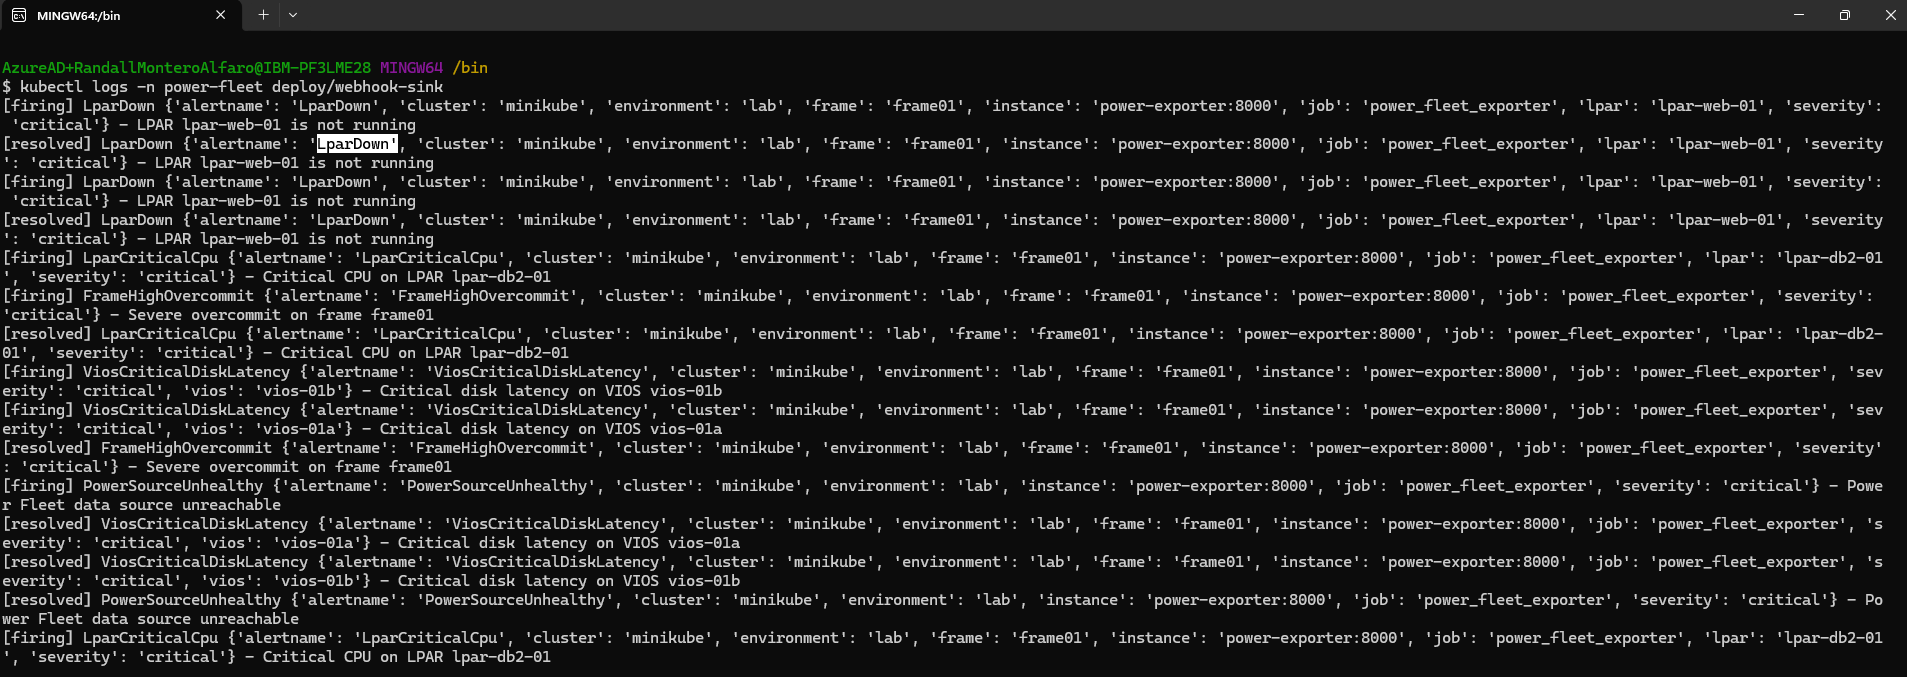 MINGW64:/bin
AzureAD+RandallMonteroAlfaro@IBM-PF3LME28 MINGW64 /bin
$ kubectl logs -n power-fleet deploy/webhook-sink
[firing] LparDown {'alertname': 'LparDown', 'cluster': 'minikube', 'environment': 'lab', 'frame': 'frame01', 'instance': 'power-exporter:8000', 'job': 'power_fleet_exporter', 'lpar': 'lpar-web-01', 'severity':
 'critical'} - LPAR lpar-web-01 is not running
[resolved] LparDown {'alertname': 'LparDown', 'cluster': 'minikube', 'environment': 'lab', 'frame': 'frame01', 'instance': 'power-exporter:8000', 'job': 'power_fleet_exporter', 'lpar': 'lpar-web-01', 'severity
': 'critical'} - LPAR lpar-web-01 is not running
[firing] LparDown {'alertname': 'LparDown', 'cluster': 'minikube', 'environment': 'lab', 'frame': 'frame01', 'instance': 'power-exporter:8000', 'job': 'power_fleet_exporter', 'lpar': 'lpar-web-01', 'severity':
 'critical'} - LPAR lpar-web-01 is not running
[resolved] LparDown {'alertname': 'LparDown', 'cluster': 'minikube', 'environment': 'lab', 'frame': 'frame01', 'instance': 'power-exporter:8000', 'job': 'power_fleet_exporter', 'lpar': 'lpar-web-01', 'severity
': 'critical'} - LPAR lpar-web-01 is not running
[firing] LparCriticalCpu {'alertname': 'LparCriticalCpu', 'cluster': 'minikube', 'environment': 'lab', 'frame': 'frame01', 'instance': 'power-exporter:8000', 'job': 'power_fleet_exporter', 'lpar': 'lpar-db2-01
', 'severity': 'critical'} - Critical CPU on LPAR lpar-db2-01
[firing] FrameHighOvercommit {'alertname': 'FrameHighOvercommit', 'cluster': 'minikube', 'environment': 'lab', 'frame': 'frame01', 'instance': 'power-exporter:8000', 'job': 'power_fleet_exporter', 'severity':
'critical'} - Severe overcommit on frame frame01
[resolved] LparCriticalCpu {'alertname': 'LparCriticalCpu', 'cluster': 'minikube', 'environment': 'lab', 'frame': 'frame01', 'instance': 'power-exporter:8000', 'job': 'power_fleet_exporter', 'lpar': 'lpar-db2-
01', 'severity': 'critical'} - Critical CPU on LPAR lpar-db2-01
[firing] ViosCriticalDiskLatency {'alertname': 'ViosCriticalDiskLatency', 'cluster': 'minikube', 'environment': 'lab', 'frame': 'frame01', 'instance': 'power-exporter:8000', 'job': 'power_fleet_exporter', 'sev
erity': 'critical', 'vios': 'vios-01b'} - Critical disk latency on VIOS vios-01b
[firing] ViosCriticalDiskLatency {'alertname': 'ViosCriticalDiskLatency', 'cluster': 'minikube', 'environment': 'lab', 'frame': 'frame01', 'instance': 'power-exporter:8000', 'job': 'power_fleet_exporter', 'sev
erity': 'critical', 'vios': 'vios-01a'} - Critical disk latency on VIOS vios-01a
[resolved] FrameHighOvercommit {'alertname': 'FrameHighOvercommit', 'cluster': 'minikube', 'environment': 'lab', 'frame': 'frame01', 'instance': 'power-exporter:8000', 'job': 'power_fleet_exporter', 'severity'
: 'critical'} - Severe overcommit on frame frame01
[firing] PowerSourceUnhealthy {'alertname': 'PowerSourceUnhealthy', 'cluster': 'minikube', 'environment': 'lab', 'instance': 'power-exporter:8000', 'job': 'power_fleet_exporter', 'severity': 'critical'} - Powe
r Fleet data source unreachable
[resolved] ViosCriticalDiskLatency {'alertname': 'ViosCriticalDiskLatency', 'cluster': 'minikube', 'environment': 'lab', 'frame': 'frame01', 'instance': 'power-exporter:8000', 'job': 'power_fleet_exporter', 's
everity': 'critical', 'vios': 'vios-01a'} - Critical disk latency on VIOS vios-01a
[resolved] ViosCriticalDiskLatency {'alertname': 'ViosCriticalDiskLatency', 'cluster': 'minikube', 'environment': 'lab', 'frame': 'frame01', 'instance': 'power-exporter:8000', 'job': 'power_fleet_exporter', 's
everity': 'critical', 'vios': 'vios-01b'} - Critical disk latency on VIOS vios-01b
[resolved] PowerSourceUnhealthy {'alertname': 'PowerSourceUnhealthy', 'cluster': 'minikube', 'environment': 'lab', 'instance': 'power-exporter:8000', 'job': 'power_fleet_exporter', 'severity': 'critical'} - Po
wer Fleet data source unreachable
[firing] LparCriticalCpu {'alertname': 'LparCriticalCpu', 'cluster': 'minikube', 'environment': 'lab', 'frame': 'frame01', 'instance': 'power-exporter:8000', 'job': 'power_fleet_exporter', 'lpar': 'lpar-db2-01
', 'severity': 'critical'} - Critical CPU on LPAR lpar-db2-01